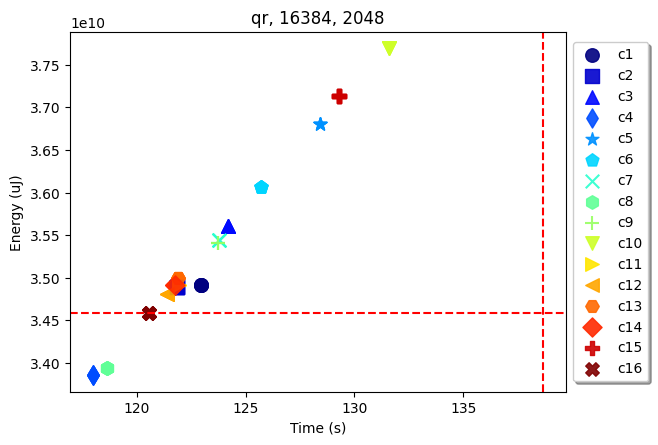 qr, 16384, 2048
1e10
3.75
3.70
3.65
3.60
3.55
3.50
3.45
3.40
Energy (uJ)
120
125
130
135
Time (s)
c1
c2
c3
c4
c5
c6
c7
c8
c9
c10
c11
c12
c13
c14
c15
c16